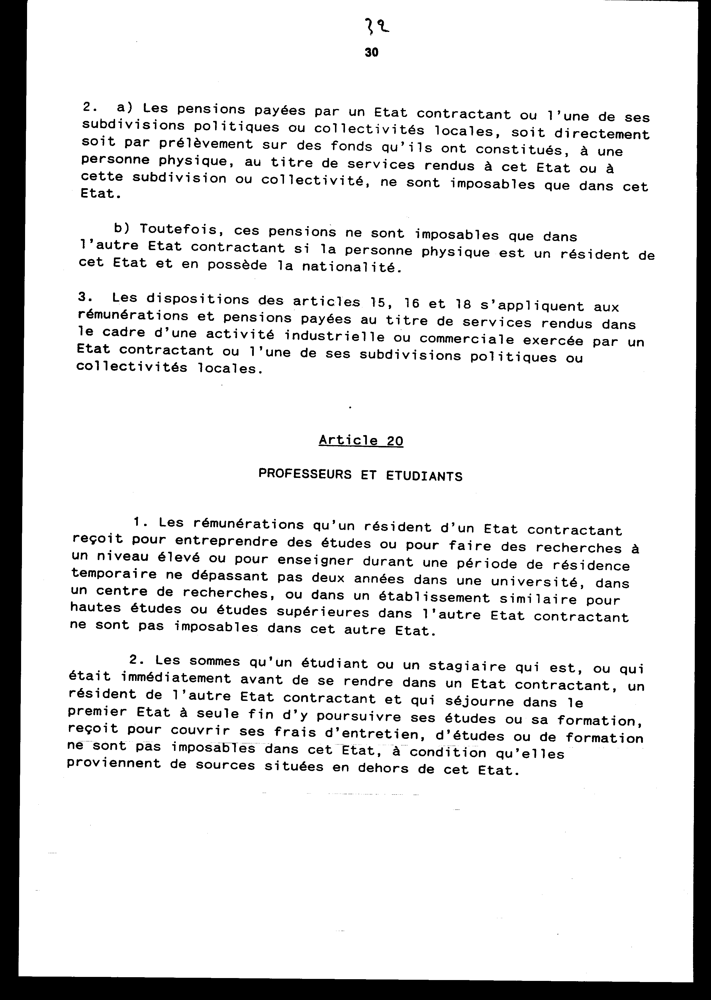 32
30
2. a) Les pensions payées par un Etat contractant ou l'une de ses
subdivisions politiques ou collectivités locales, soit directement
soit par prélèvement sur des fonds qu'ils ont constitués, à une
personne physique, au titre de services rendus à cet Etat ou à
cette subdivision ou collectivité, ne sont imposables que dans cet
Etat.
b) Toutefois, ces pensions ne sont imposables que dans
l'autre Etat contractant si la personne physique est un résident de
cet Etat et en possède la nationalité.
3. Les dispositions des articles 15, 16 et 18 s'appliquent aux
rémunérations et pensions payées au titre de services rendus dans
le cadre d'une activité industrielle ou commerciale exercée par un
Etat contractant ou l'une de ses subdivisions politiques ou
collectivités locales.
Article 20
PROFESSEURS ET ETUDIANTS
1. Les rémunérations qu'un résident d'un Etat contractant
reçoit pour entreprendre des études ou pour faire des recherches à
un niveau élevé ou pour enseigner durant une période de résidence
temporaire ne dépassant pas deux années dans une université, dans
un centre de recherches, ou dans un établissement similaire pour
hautes études ou études supérieures dans l'autre Etat contractant
ne sont pas imposables dans cet autre Etat.
2. Les sommes qu'un étudiant ou un stagiaire qui est, ou qui
était immédiatement avant de se rendre dans un Etat contractant, un
résident de l'autre Etat contractant et qui séjourne dans le
premier Etat à seule fin d'y poursuivre ses études ou sa formation,
reçoit pour couvrir ses frais d'entretien, d'études ou de formation
ne sont pas imposables dans cet Etat, à condition qu'elles
proviennent de sources situées en dehors de cet Etat.